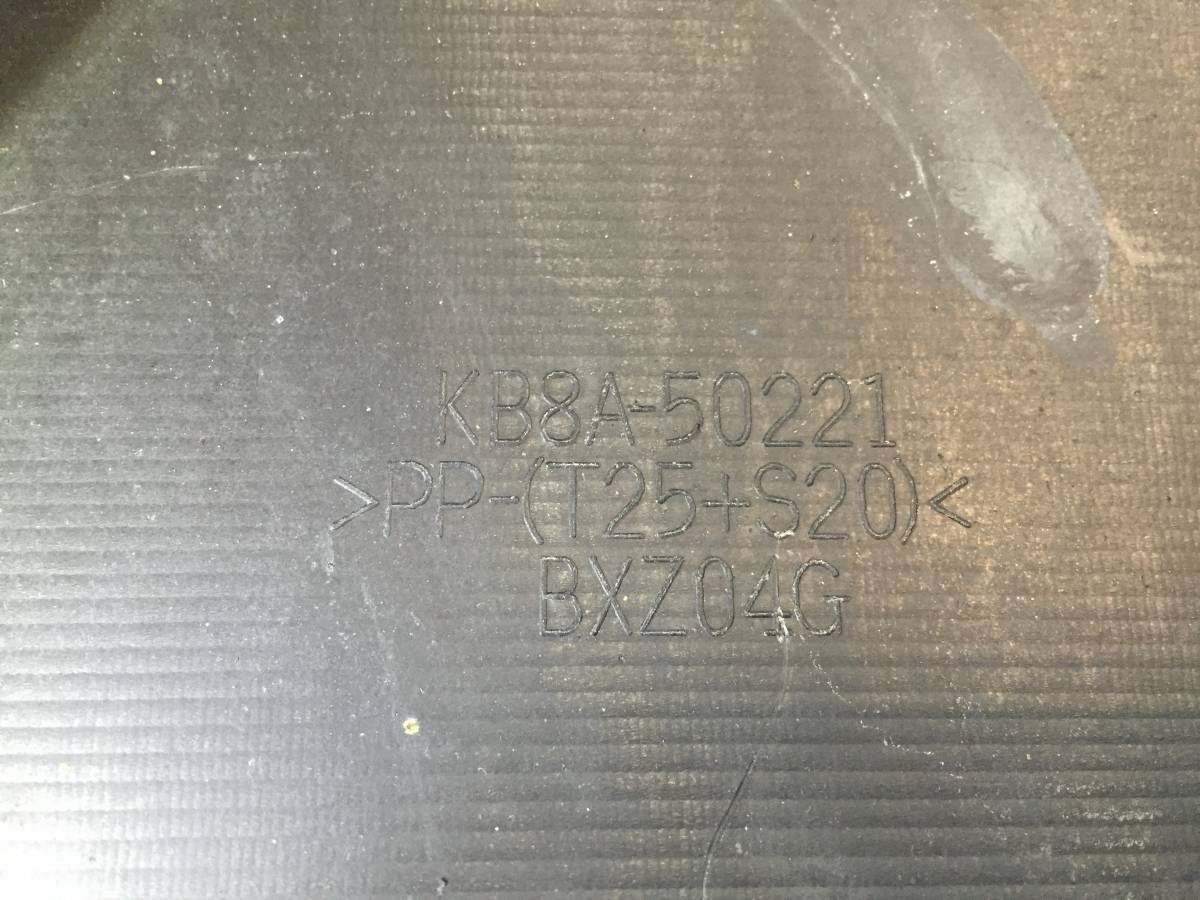 KB8A-50221
>PP-(T25+S20)<
BXZ04G